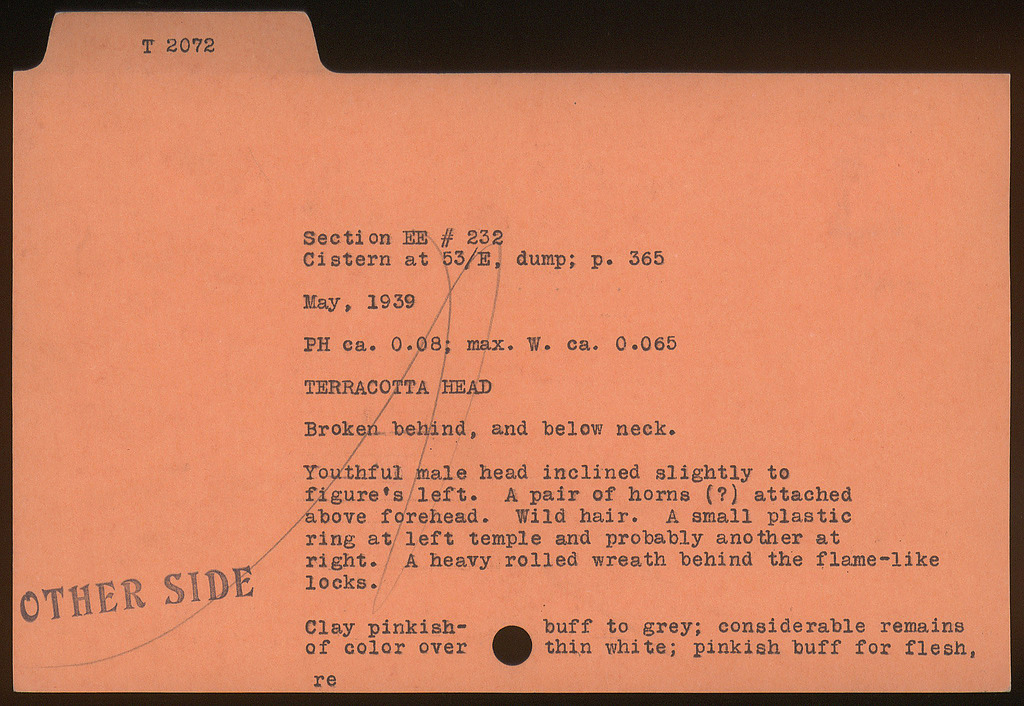 T 2072
Section EE # 232
Cistern at 53/E, dump; p. 365
May, 1939
PH ca. 0.08; max. W. ca. 0.065
TERRACOTTA HEAD
Broken behind, and below neck.
Youthful male head inclined slightly to
figure's left. A pair of horns (?) attached
above forehead. Wild hair. A small plastic
ring at left temple and probably another at
right. A heavy rolled wreath behind the flame-like
locks.
OTHER SIDE
Clay pinkish- buff to grey; considerable remains
of color over thin white; pinkish buff for flesh,
re